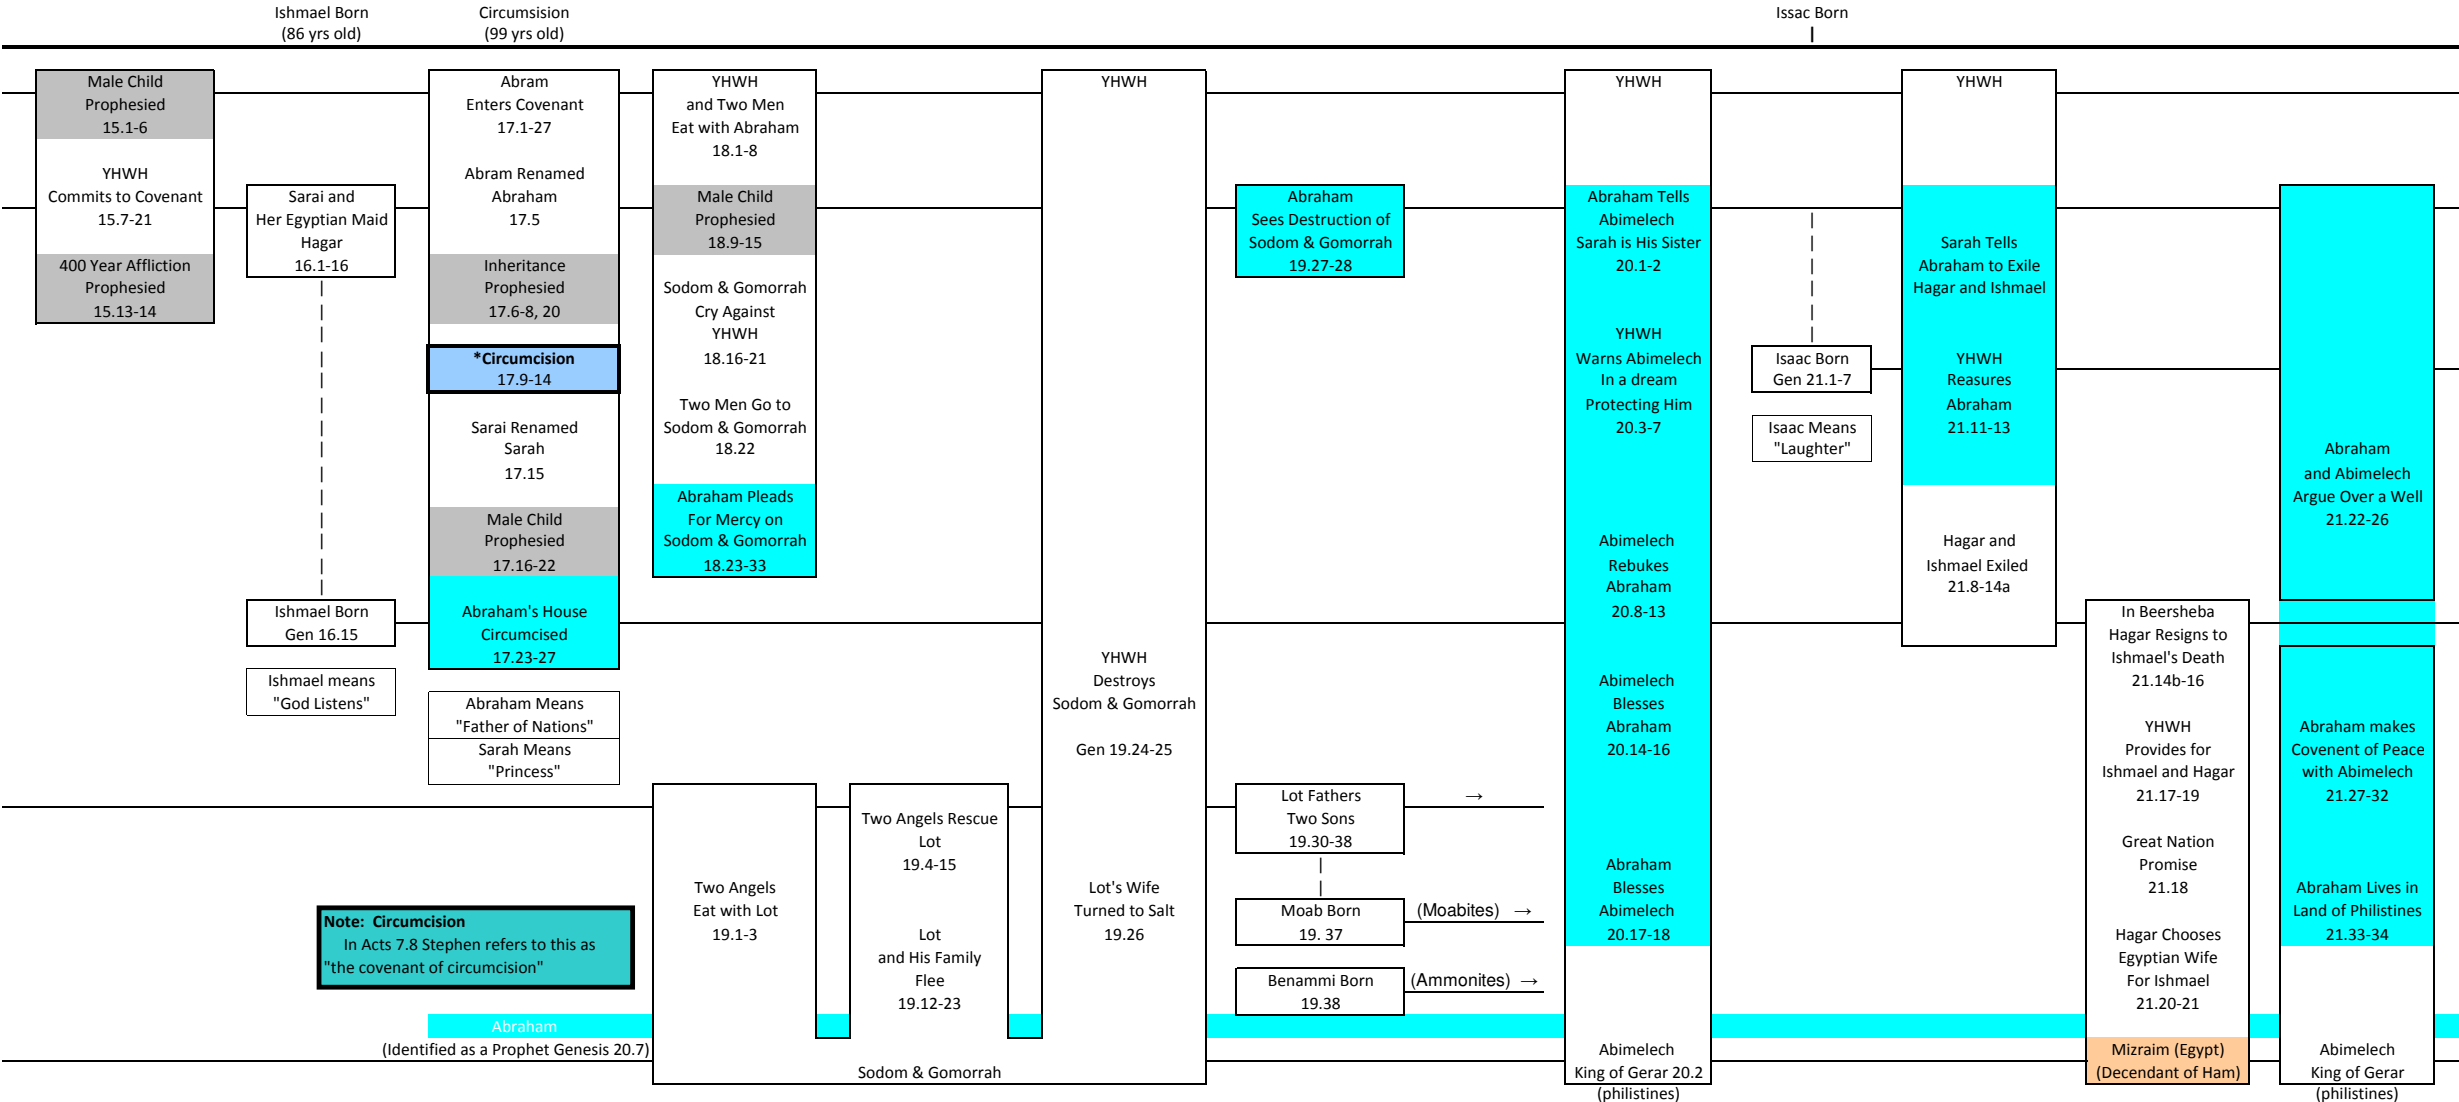 Ishmael Born
(86 yrs old)
Circumsision
(99 yrs old)
Issac Born
Male Child
Prophesied
15.1-6
YHWH
Commits to Covenant
15.7-21
400 Year Affliction
Prophesied
15.13-14
Sarai and
Her Egyptian Maid
Hagar
16.1-16
Ishmael Born
Gen 16.15
Ishmael means
"God Listens"
Abram
Enters Covenant
17.1-27
Abram Renamed
Abraham
17.5
Inheritance
Prophesied
17.6-8, 20
*Circumcision
17.9-14
Sarai Renamed
Sarah
17.15
Male Child
Prophesied
17.16-22
Abraham's House
Circumcised
17.23-27
Abraham Means
"Father of Nations"
Sarah Means
"Princess"
Note:  Circumcision
In Acts 7.8 Stephen refers to this as
"the covenant of circumcision"
Abraham
(Identified as a Prophet Genesis 20.7)
YHWH
and Two Men
Eat with Abraham
18.1-8
Male Child
Prophesied
18.9-15
Sodom & Gomorrah
Cry Against
YHWH
18.16-21
Two Men Go to
Sodom & Gomorrah
18.22
Abraham Pleads
For Mercy on
Sodom & Gomorrah
18.23-33
Two Angels
Eat with Lot
19.1-3
Two Angels Rescue
Lot
19.4-15
Lot
and His Family
Flee
19.12-23
YHWH
YHWH
Destroys
Sodom & Gomorrah
Gen 19.24-25
Lot's Wife
Turned to Salt
19.26
Sodom & Gomorrah
Abraham
Sees Destruction of
Sodom & Gomorrah
19.27-28
Lot Fathers
Two Sons
19.30-38
→
Moab Born
19. 37
(Moabites) →
Benammi Born
19.38
(Ammonites) →
YHWH
Abraham Tells
Abimelech
Sarah is His Sister
20.1-2
YHWH
Warns Abimelech
In a dream
Protecting Him
20.3-7
Abimelech
Rebukes
Abraham
20.8-13
Abimelech
Blesses
Abraham
20.14-16
Abraham
Blesses
Abimelech
20.17-18
Abimelech
King of Gerar 20.2
(philistines)
Isaac Born
Gen 21.1-7
Isaac Means
"Laughter"
YHWH
Sarah Tells
Abraham to Exile
Hagar and Ishmael
YHWH
Reasures
Abraham
21.11-13
Hagar and
Ishmael Exiled
21.8-14a
In Beersheba
Hagar Resigns to
Ishmael's Death
21.14b-16
YHWH
Provides for
Ishmael and Hagar
21.17-19
Great Nation
Promise
21.18
Hagar Chooses
Egyptian Wife
For Ishmael
21.20-21
Mizraim (Egypt)
(Decendant of Ham)
Abraham
and Abimelech
Argue Over a Well
21.22-26
Abraham makes
Covenent of Peace
with Abimelech
21.27-32
Abraham Lives in
Land of Philistines
21.33-34
Abimelech
King of Gerar
(philistines)